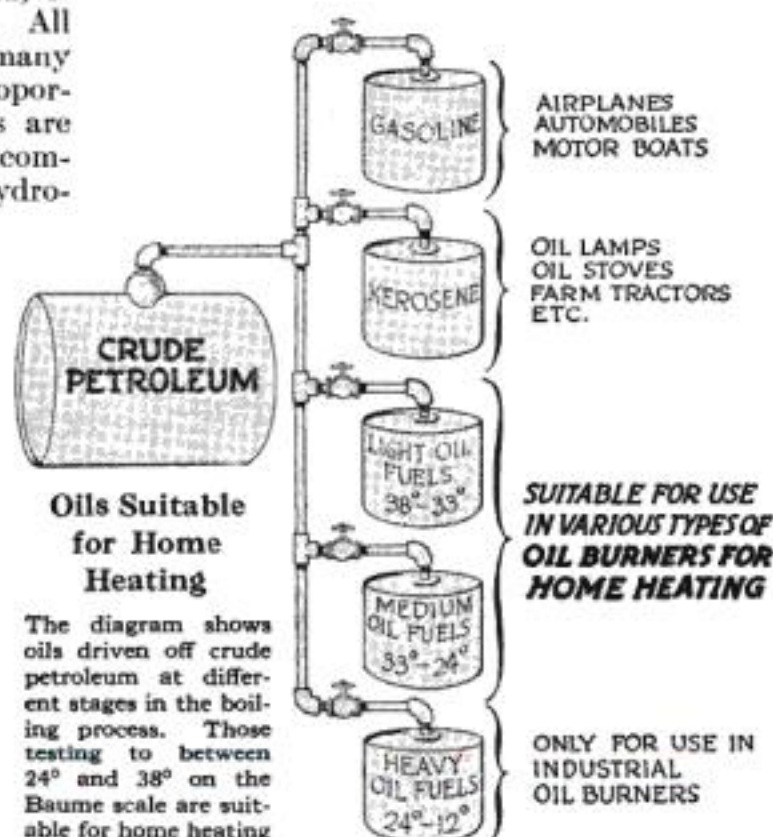 All
many
opor-
s are
com-
ydro-
GASOLINE
AIRPLANES
AUTOMOBILES
MOTOR BOATS
KEROSENE
OIL LAMPS
OIL STOVES
FARM TRACTORS
ETC.
CRUDE
PETROLEUM
LIGHT OIL
FUELS
38°-33°
MEDIUM
OIL FUELS
33°-24°
SUITABLE FOR USE
IN VARIOUS TYPES OF
OIL BURNERS FOR
HOME HEATING
HEAVY
OIL FUELS
24°-12°
ONLY FOR USE IN
INDUSTRIAL
OIL BURNERS
Oils Suitable
for Home
Heating
The diagram shows
oils driven off crude
petroleum at differ-
ent stages in the boil-
ing process. Those
testing to between
24° and 38° on the
Baume scale are suit-
able for home heating